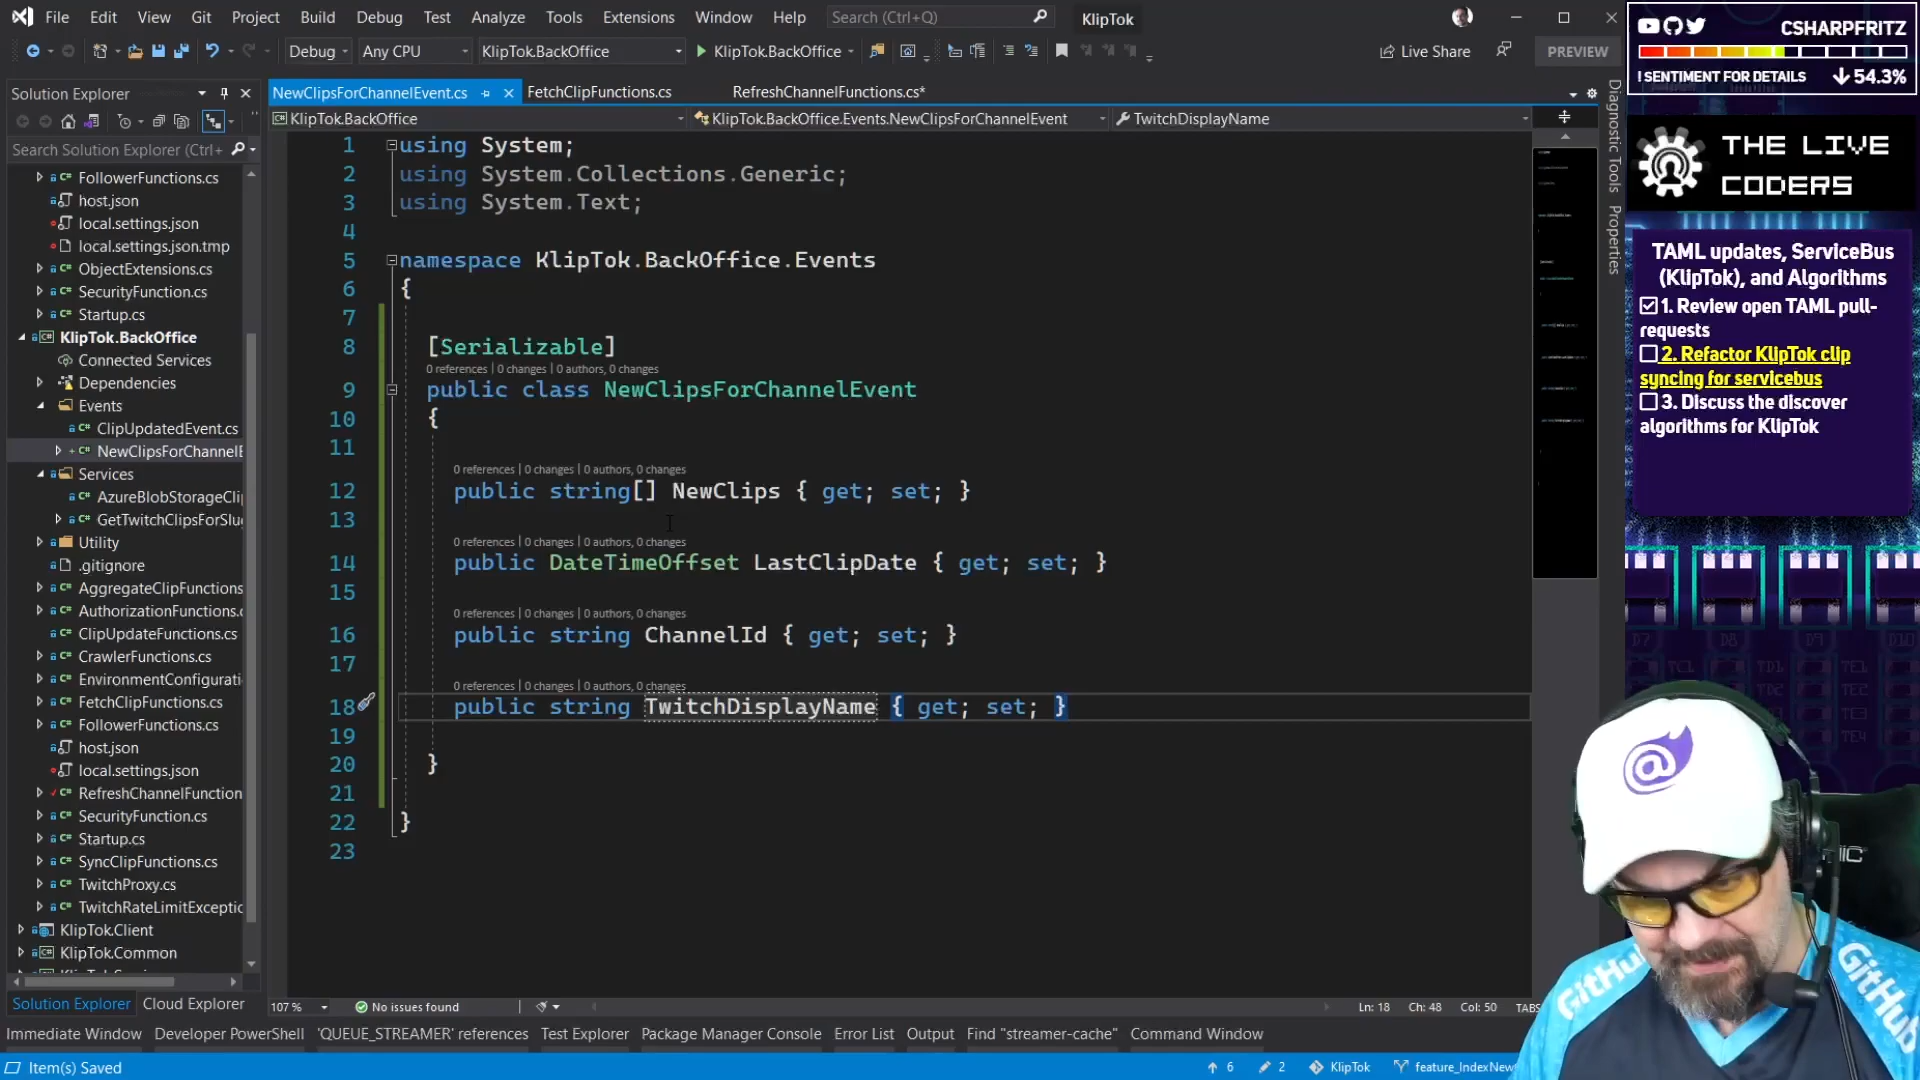 File Edit View Git Project Build Debug Test Analyze Tools Extensions Window Help Search (Ctrl+Q) KlipTok
Debug Any CPU KlipTok.BackOffice KlipTok.BackOffice Live Share PREVIEW
CSHARPFRITZ
! SENTIMENT FOR DETAILS 54.3%
THE LIVE CODERS
TAML updates, ServiceBus
(KlipTok), and Algorithms
1. Review open TAML pull-
requests
2. Refactor KlipTok clip
syncing for servicebus
3. Discuss the discover
algorithms for KlipTok
Solution Explorer
Search Solution Explorer (Ctrl+
FollowerFunctions.cs
host.json
local.settings.json
local.settings.json.tmp
ObjectExtensions.cs
SecurityFunction.cs
Startup.cs
KlipTok.BackOffice
Connected Services
Dependencies
Events
ClipUpdatedEvent.cs
NewClipsForChannelE
Services
AzureBlobStorageCli
GetTwitchClipsForSlu
Utility
.gitignore
AggregateClipFunctions
AuthorizationFunctions.c
ClipUpdateFunctions.cs
CrawlerFunctions.cs
EnvironmentConfigurati
FetchClipFunctions.cs
FollowerFunctions.cs
host.json
local.settings.json
RefreshChannelFunction
SecurityFunction.cs
Startup.cs
SyncClipFunctions.cs
TwitchProxy.cs
TwitchRateLimitExceptic
KlipTok.Client
KlipTok.Common
Solution Explorer Cloud Explorer
NewClipsForChannelEvent.cs FetchClipFunctions.cs RefreshChannelFunctions.cs*
KlipTok.BackOffice KlipTok.BackOffice.Events.NewClipsForChannelEvent TwitchDisplayName
1 using System;
2 using System.Collections.Generic;
3 using System.Text;
4
5 namespace KlipTok.BackOffice.Events
6 {
7
8 [Serializable]
0 references | 0 changes | 0 authors, 0 changes
9 public class NewClipsForChannelEvent
10 {
11
0 references | 0 changes | 0 authors, 0 changes
12 public string[] NewClips { get; set; }
13
0 references | 0 changes | 0 authors, 0 changes
14 public DateTimeOffset LastClipDate { get; set; }
15
0 references | 0 changes | 0 authors, 0 changes
16 public string ChannelId { get; set; }
17
0 references | 0 changes | 0 authors, 0 changes
18 public string TwitchDisplayName { get; set; }
19
20 }
21
22 }
23
Diagnostic Tools
Properties
107 % No issues found Ln: 18 Ch: 48 Col: 50 TABS
Immediate Window Developer PowerShell 'QUEUE_STREAMER' references Test Explorer Package Manager Console Error List Output Find "streamer-cache" Command Window
Item(s) Saved 6 2 KlipTok feature_IndexNew
D7 D8 D9 D10
GitHub
GitHub